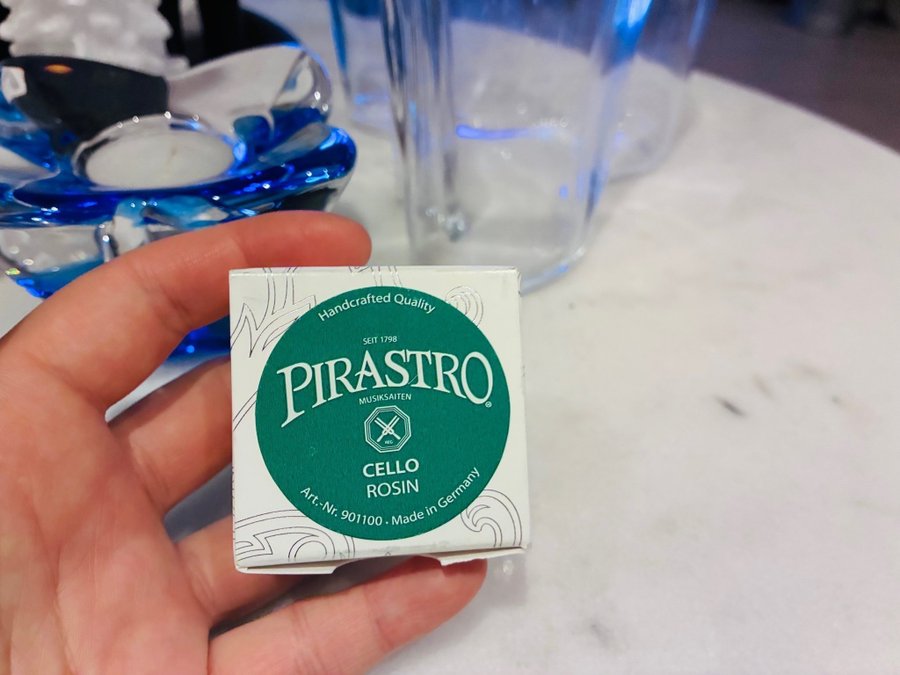 Handcrafted Quality
SEIT 1798
PIRASTRO®
MUSIKSAITEN
REG
CELLO
ROSIN
Art.-Nr. 901100 · Made in Germany